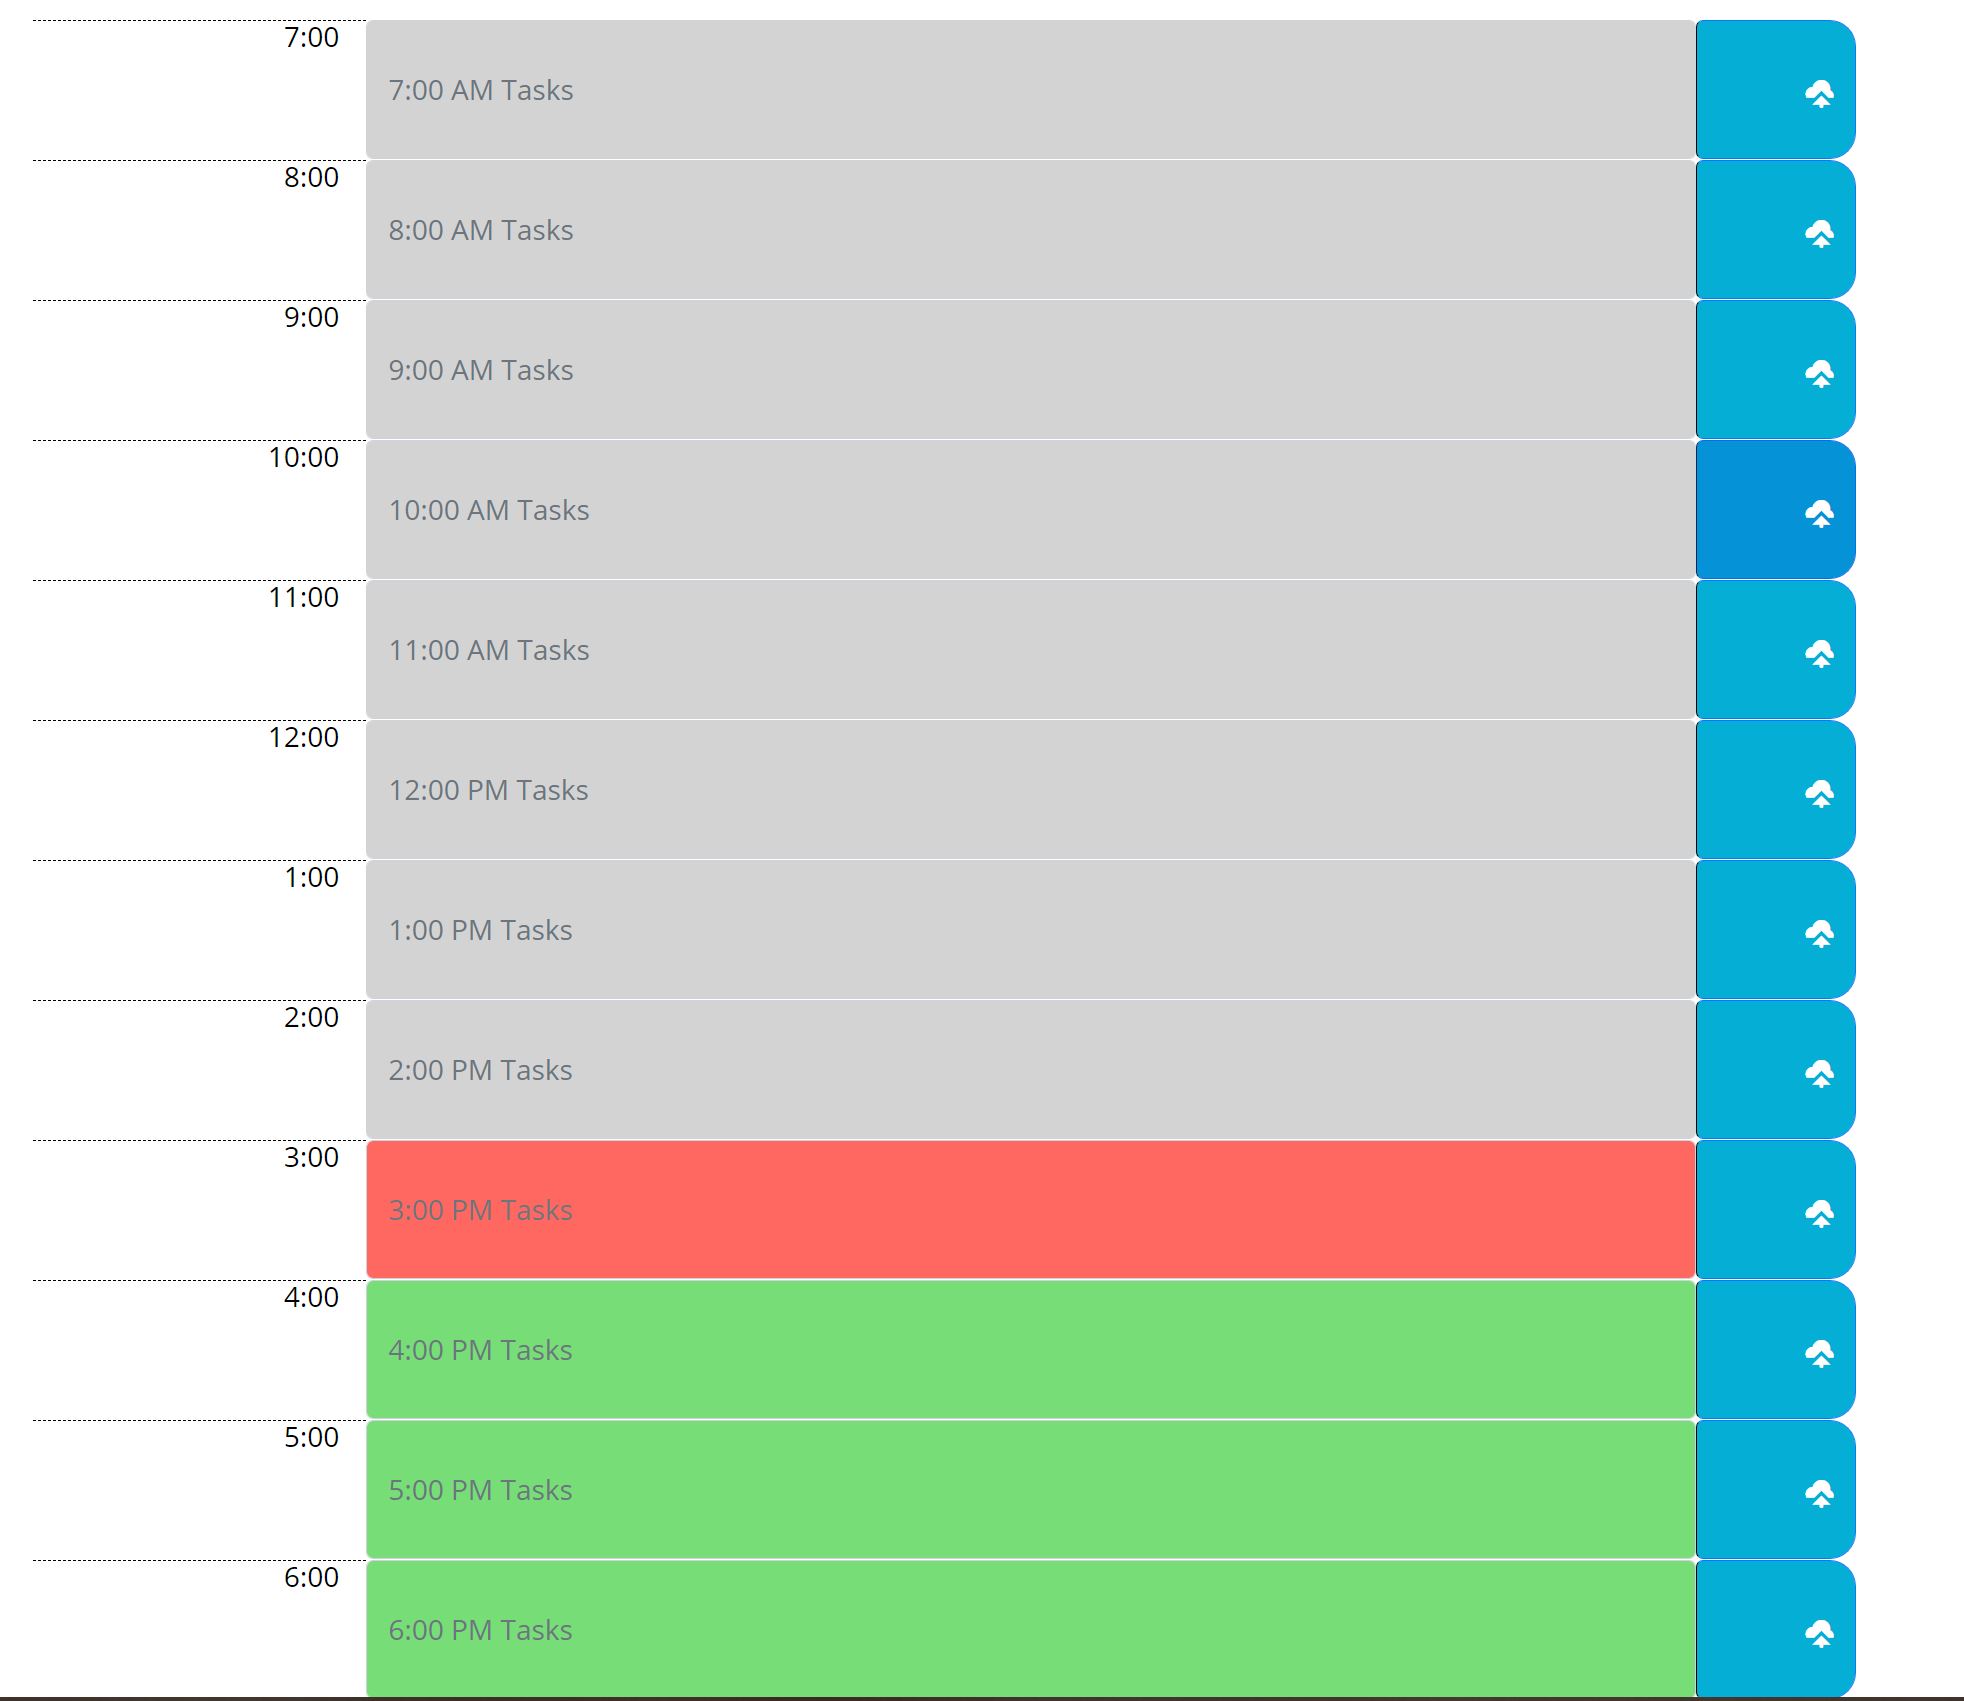 7:00
7:00 AM Tasks
8:00
8:00 AM Tasks
9:00
9:00 AM Tasks
10:00
10:00 AM Tasks
11:00
11:00 AM Tasks
12:00
12:00 PM Tasks
1:00
1:00 PM Tasks
2:00
2:00 PM Tasks
3:00
3:00 PM Tasks
4:00
4:00 PM Tasks
5:00
5:00 PM Tasks
6:00
6:00 PM Tasks